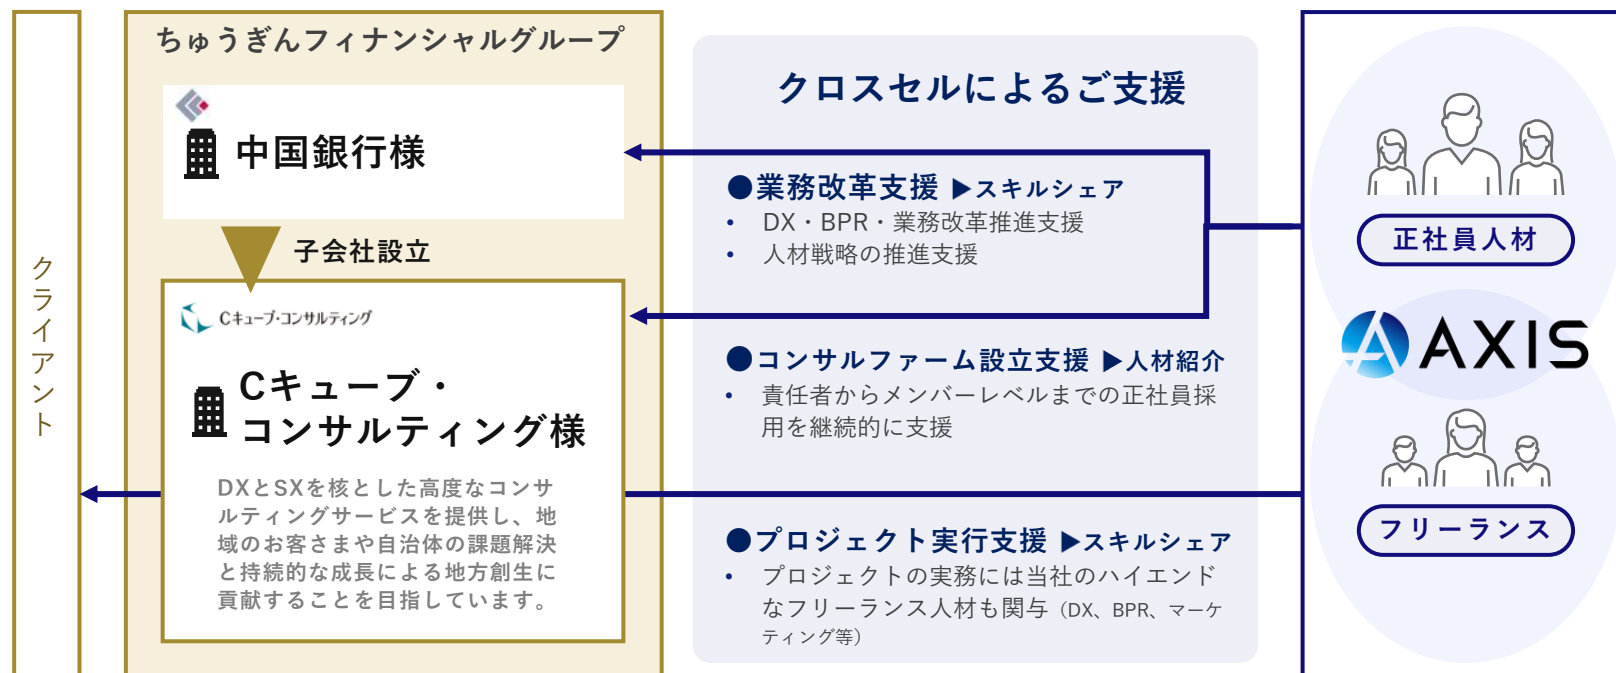 クライアント
ちゅうぎんフィナンシャルグループ
中国銀行様
子会社設立
Cキューブ・コンサルティング
Cキューブ・
コンサルティング様
DXとSXを核とした高度なコンサ
ルティングサービスを提供し、地
域のお客さまや自治体の課題解決
と持続的な成長による地方創生に
貢献することを目指しています。
クロスセルによるご支援
●業務改革支援 ▶スキルシェア
• DX・BPR・業務改革推進支援
• 人材戦略の推進支援
●コンサルファーム設立支援 ▶人材紹介
• 責任者からメンバーレベルまでの正社員採
用を継続的に支援
●プロジェクト実行支援 ▶スキルシェア
• プロジェクトの実務には当社のハイエンド
なフリーランス人材も関与（DX、BPR、マーケ
ティング等）
正社員人材
AXIS
フリーランス